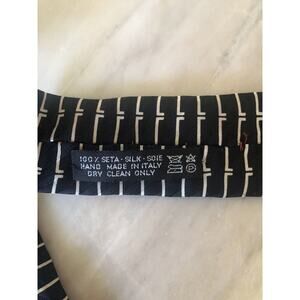 100% SETA · SILK · SOIE
HAND MADE IN ITALY
DRY CLEAN ONLY